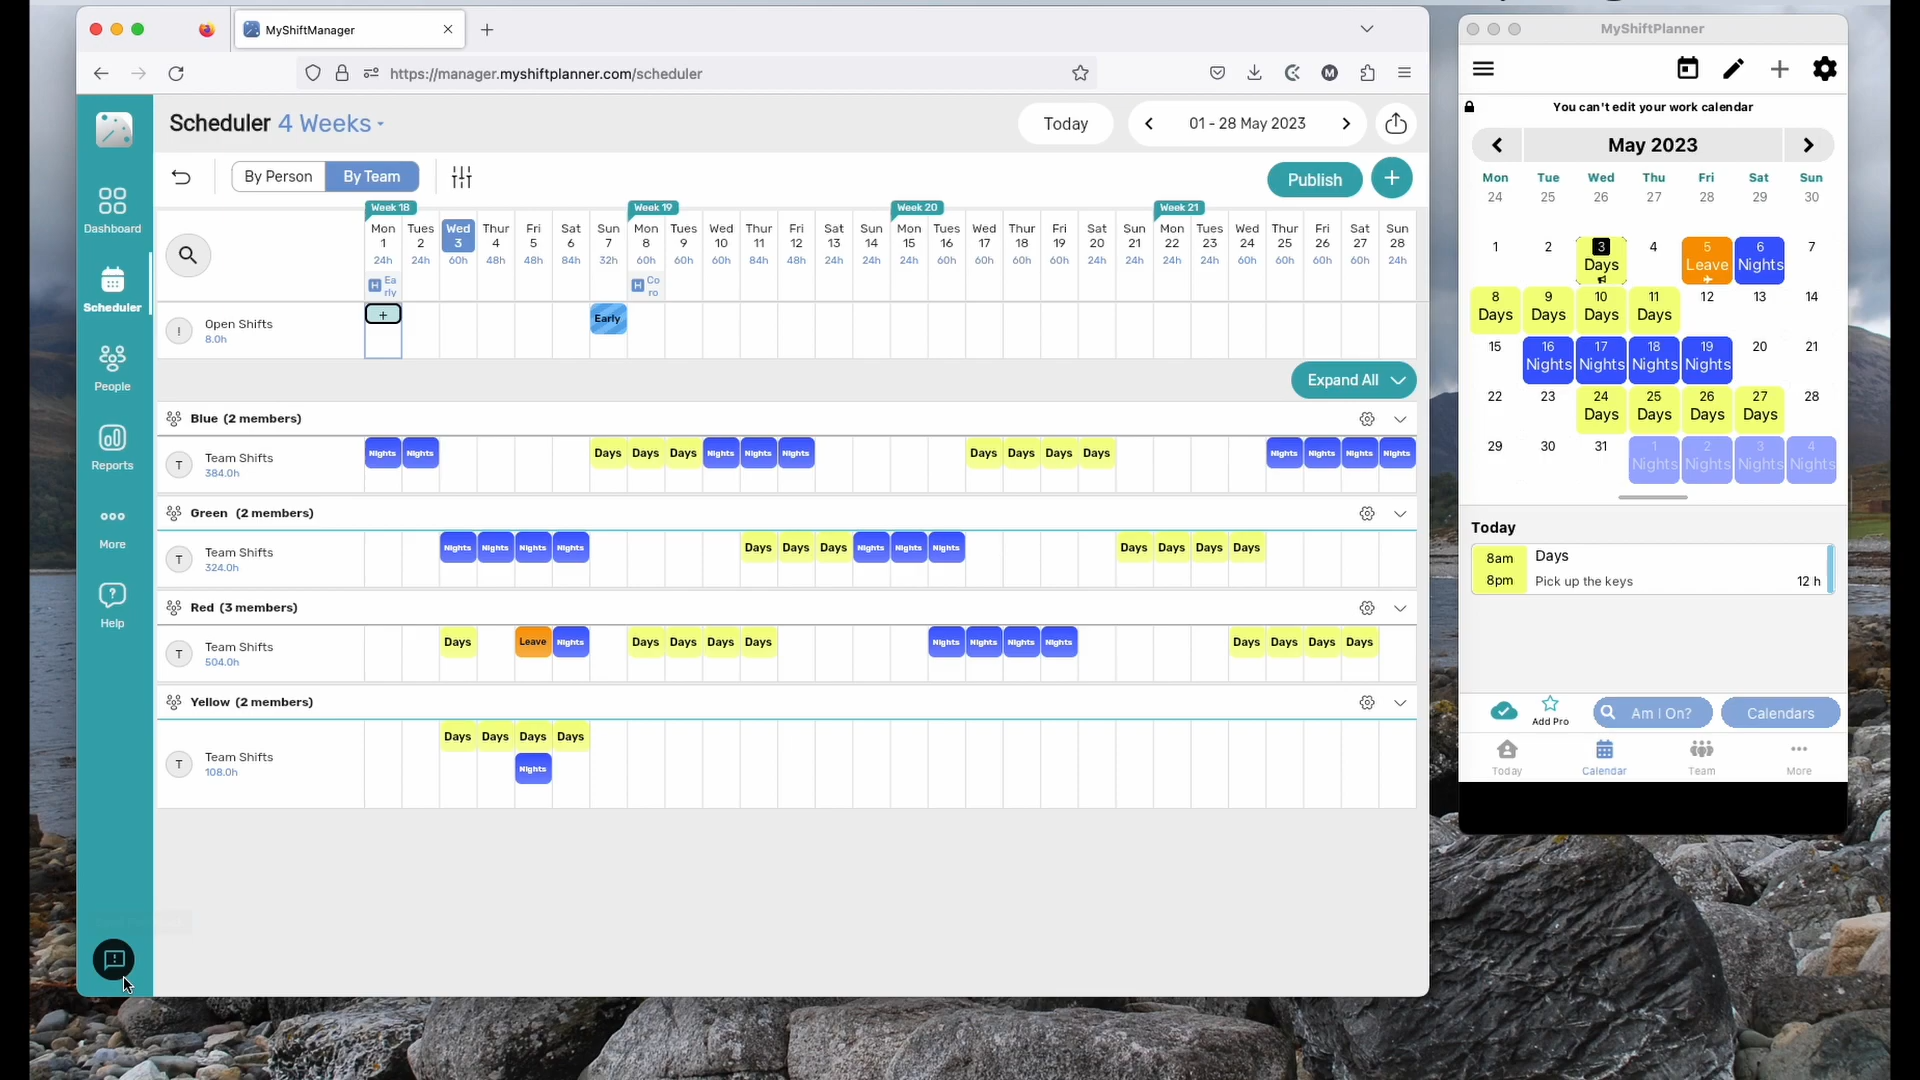 MyShiftManager
https://manager.myshiftplanner.com/scheduler
Scheduler 4 Weeks
Today
01 - 28 May 2023
By Person By Team
Publish
+
Week 18 Week 19 Week 20 Week 21
Mon Tues Wed Thur Fri Sat Sun Mon Tues Wed Thur Fri Sat Sun Mon Tues Wed Thur Fri Sat Sun Mon Tues Wed Thur Fri Sat Sun
1 2 3 4 5 6 7 8 9 10 11 12 13 14 15 16 17 18 19 20 21 22 23 24 25 26 27 28
24h 24h 60h 48h 48h 84h 32h 60h 60h 60h 84h 48h 24h 24h 24h 60h 60h 60h 60h 60h 24h 24h 24h 60h 60h 60h 60h 24h
H Ea H Co
rly ro
Open Shifts + Early
8.0h
Expand All
Blue (2 members)
Team Shifts Nights Nights Days Days Days Nights Nights Nights Days Days Days Days Nights Nights Nights Nights
T
384.0h
Green (2 members)
Team Shifts Nights Nights Nights Nights Days Days Days Nights Nights Nights Days Days Days Days
T
324.0h
Red (3 members)
Team Shifts Days Leave Nights Days Days Days Days Nights Nights Nights Nights Days Days Days Days
T
504.0h
Yellow (2 members)
Days Days Days Days
Team Shifts Nights
T
108.0h
Dashboard
Scheduler
People
Reports
More
Help
MyShiftPlanner
You can't edit your work calendar
May 2023
Mon Tue Wed Thu Fri Sat Sun
24 25 26 27 28 29 30
1 2 3 4 5 6 7
Days Leave Nights
8 9 10 11 12 13 14
Days Days Days Days
15 16 17 18 19 20 21
Nights Nights Nights Nights
22 23 24 25 26 27 28
Days Days Days Days
29 30 31 1 2 3 4
Nights Nights Nights Nights
Today
8am Days
8pm Pick up the keys 12 h
Add Pro
Am I On?
Calendars
Today Calendar Team More